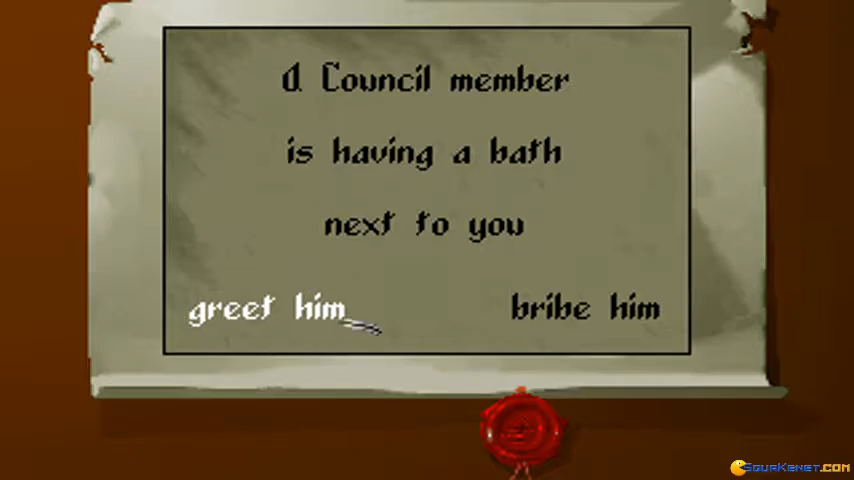 A Council member
is having a bath
next to you
greet him bribe him
SquaKenet.com